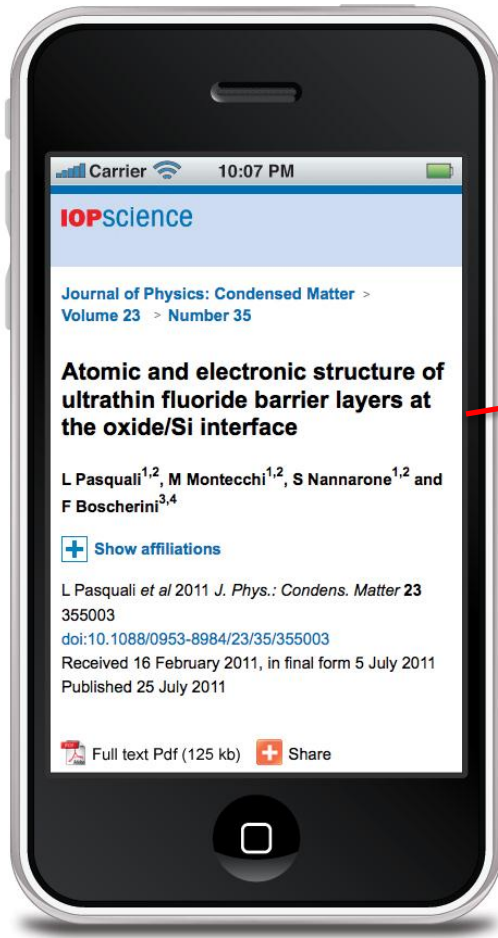 Carrier 10:07 PM
IOPscience
Journal of Physics: Condensed Matter >
Volume 23 > Number 35
Atomic and electronic structure of
ultrathin fluoride barrier layers at
the oxide/Si interface
L Pasquali1,2, M Montecchi1,2, S Nannarone1,2 and
F Boscherini3,4
Show affiliations
L Pasquali et al 2011 J. Phys.: Condens. Matter 23
355003
doi:10.1088/0953-8984/23/35/355003
Received 16 February 2011, in final form 5 July 2011
Published 25 July 2011
Full text Pdf (125 kb) Share